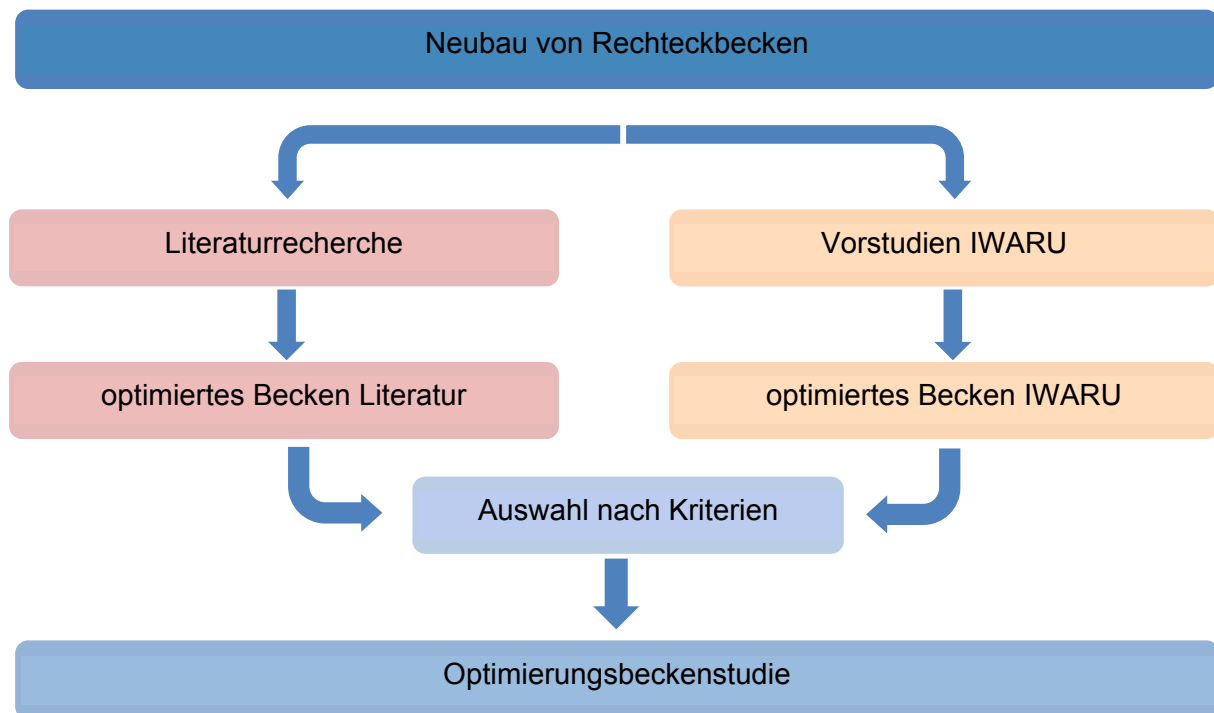 Neubau von Rechteckbecken
Literaturrecherche
Vorstudien IWARU
optimiertes Becken Literatur
optimiertes Becken IWARU
Auswahl nach Kriterien
Optimierungsbeckenstudie